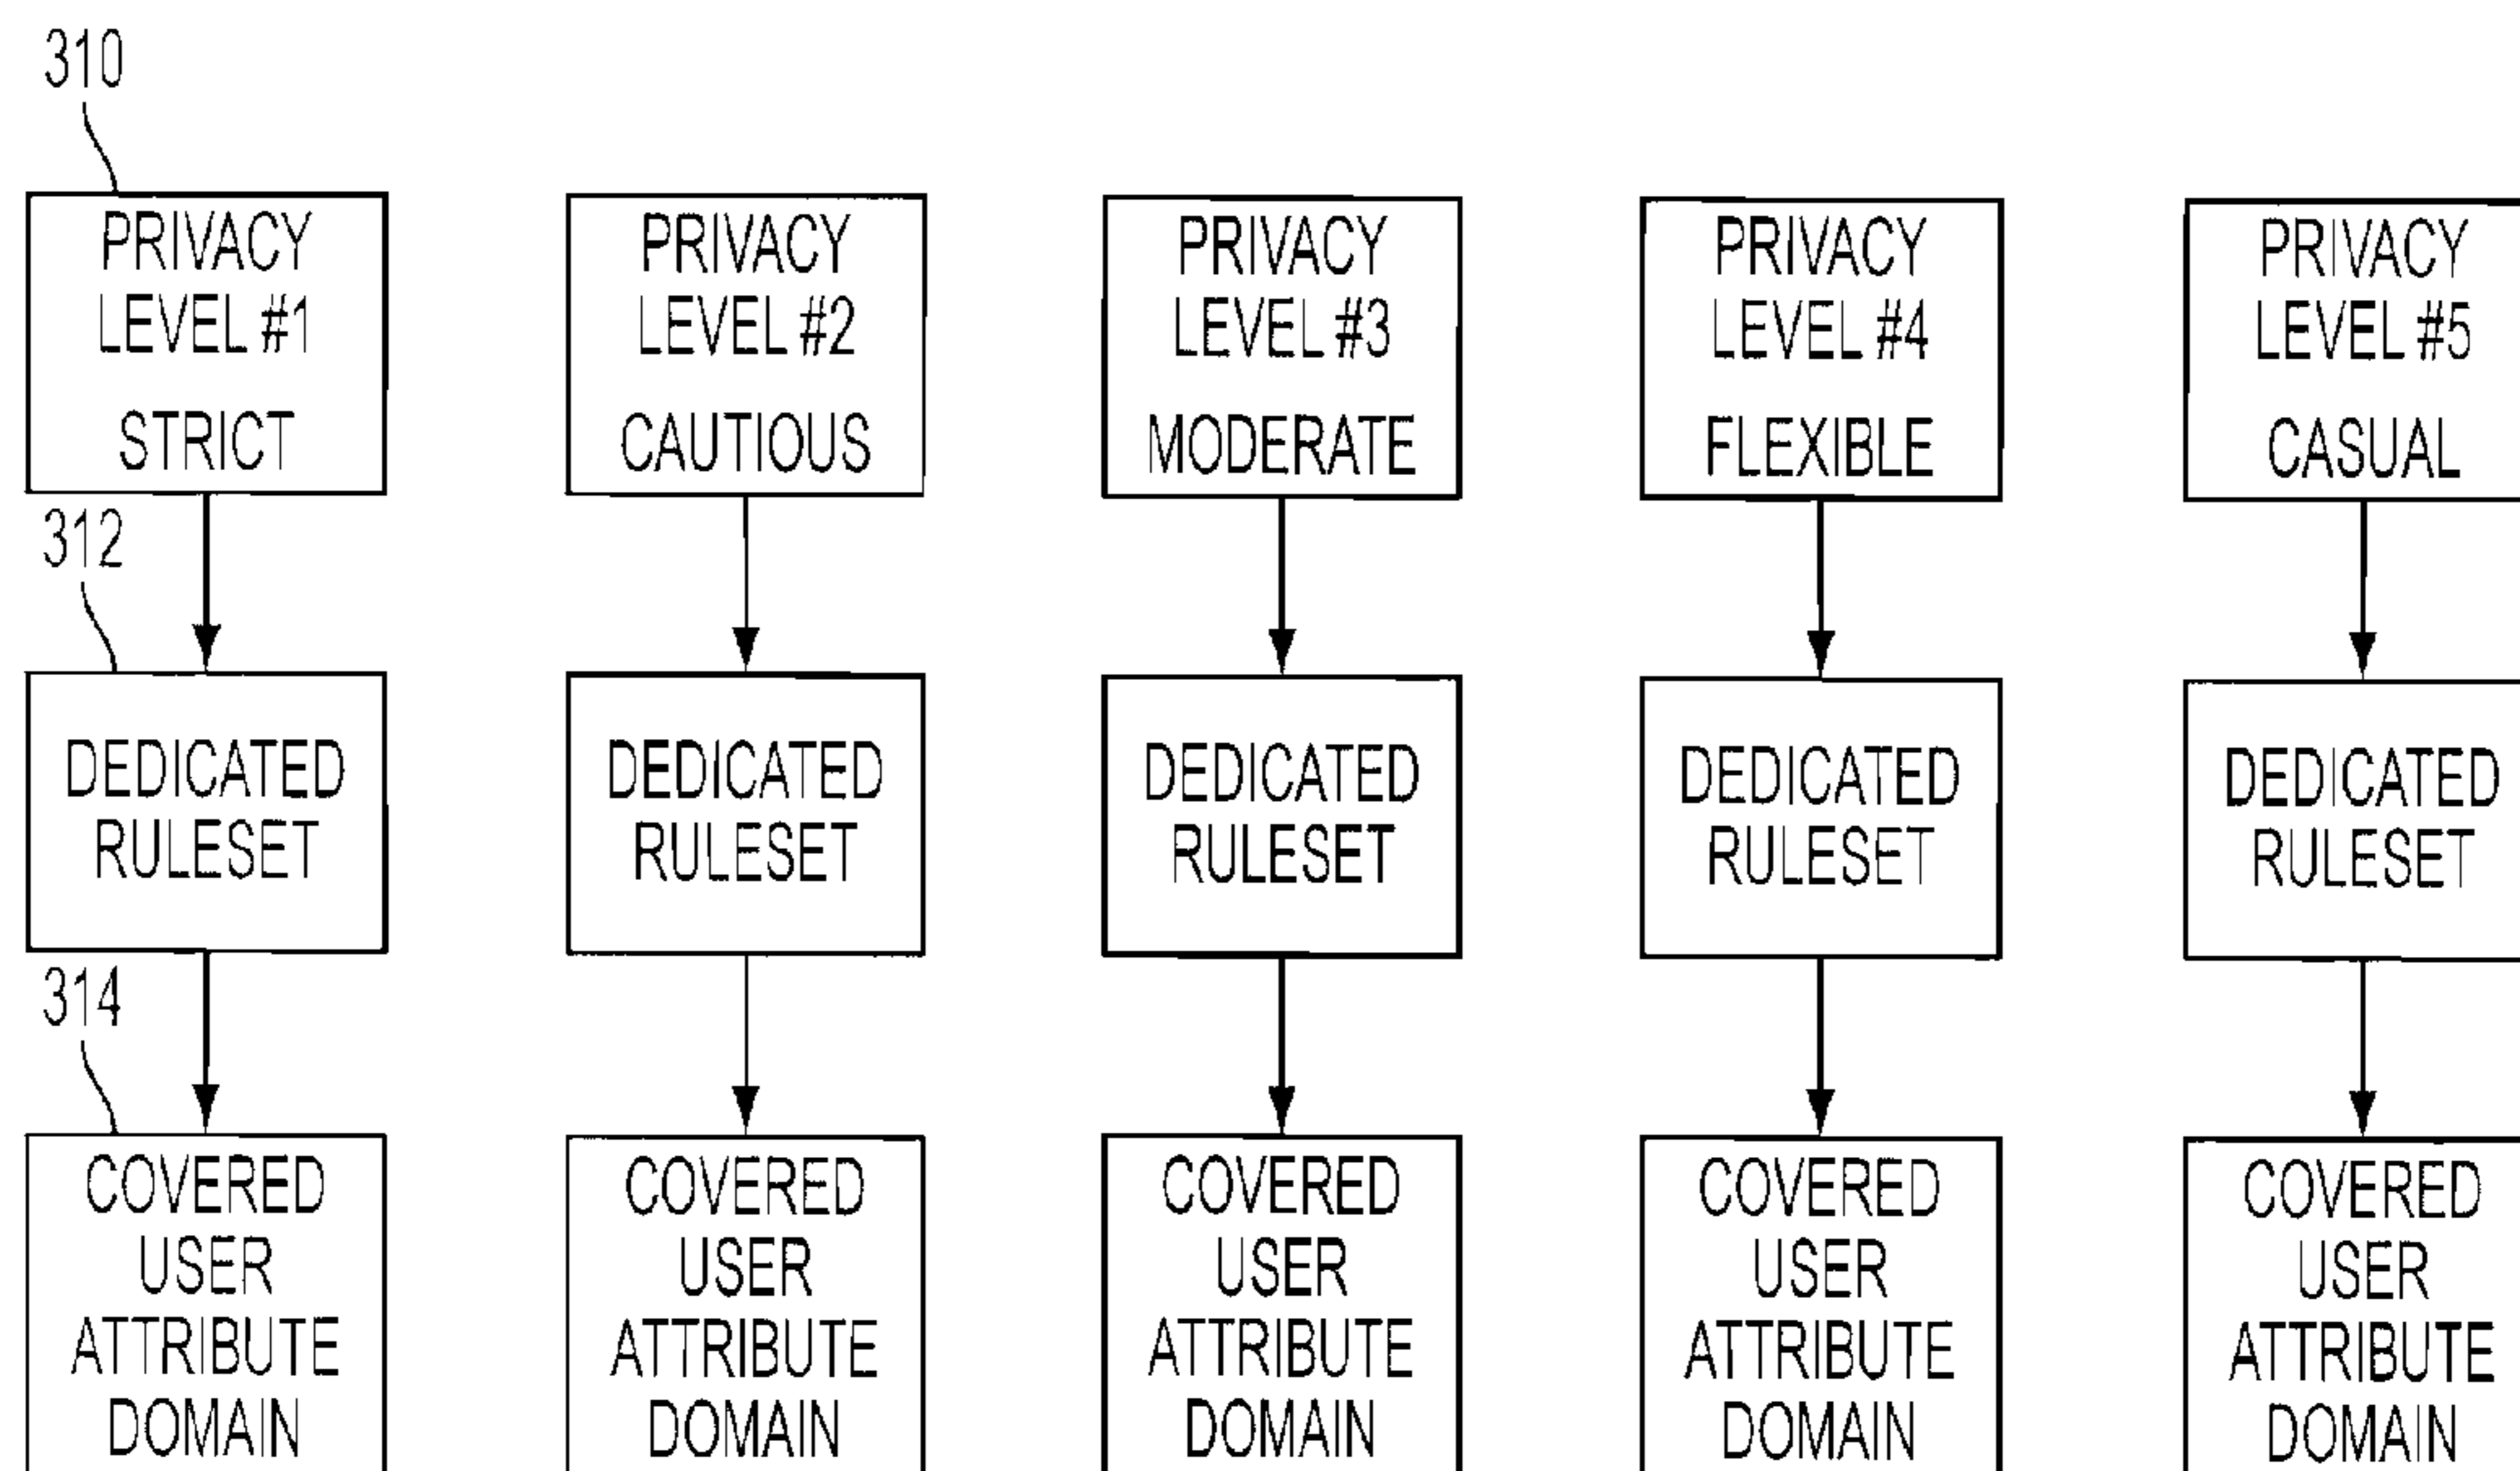 310
PRIVACY
LEVEL #1
STRICT
PRIVACY
LEVEL #2
CAUTIOUS
PRIVACY
LEVEL #3
MODERATE
PRIVACY
LEVEL #4
FLEXIBLE
PRIVACY
LEVEL #5
CASUAL
312
DEDICATED
RULESET
DEDICATED
RULESET
DEDICATED
RULESET
DEDICATED
RULESET
DEDICATED
RULESET
314
COVERED
USER
ATTRIBUTE
DOMAIN
COVERED
USER
ATTRIBUTE
DOMAIN
COVERED
USER
ATTRIBUTE
DOMAIN
COVERED
USER
ATTRIBUTE
DOMAIN
COVERED
USER
ATTRIBUTE
DOMAIN